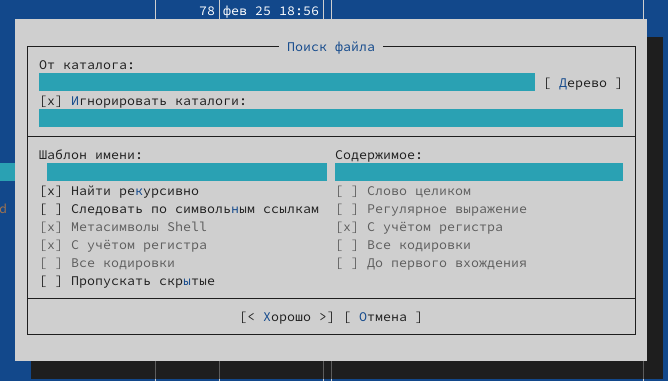 78 фев 25 18:56
Поиск файла
От каталога:
[ Дерево ]
[x] Игнорировать каталоги:
Шаблон имени: Содержимое:
[x] Найти рекурсивно [ ] Слово целиком
[ ] Следовать по символьным ссылкам [ ] Регулярное выражение
[x] Метасимволы Shell [x] С учётом регистра
[x] С учётом регистра [ ] Все кодировки
[ ] Все кодировки [ ] До первого вхождения
[ ] Пропускать скрытые
d
[< Хорошо >] [ Отмена ]